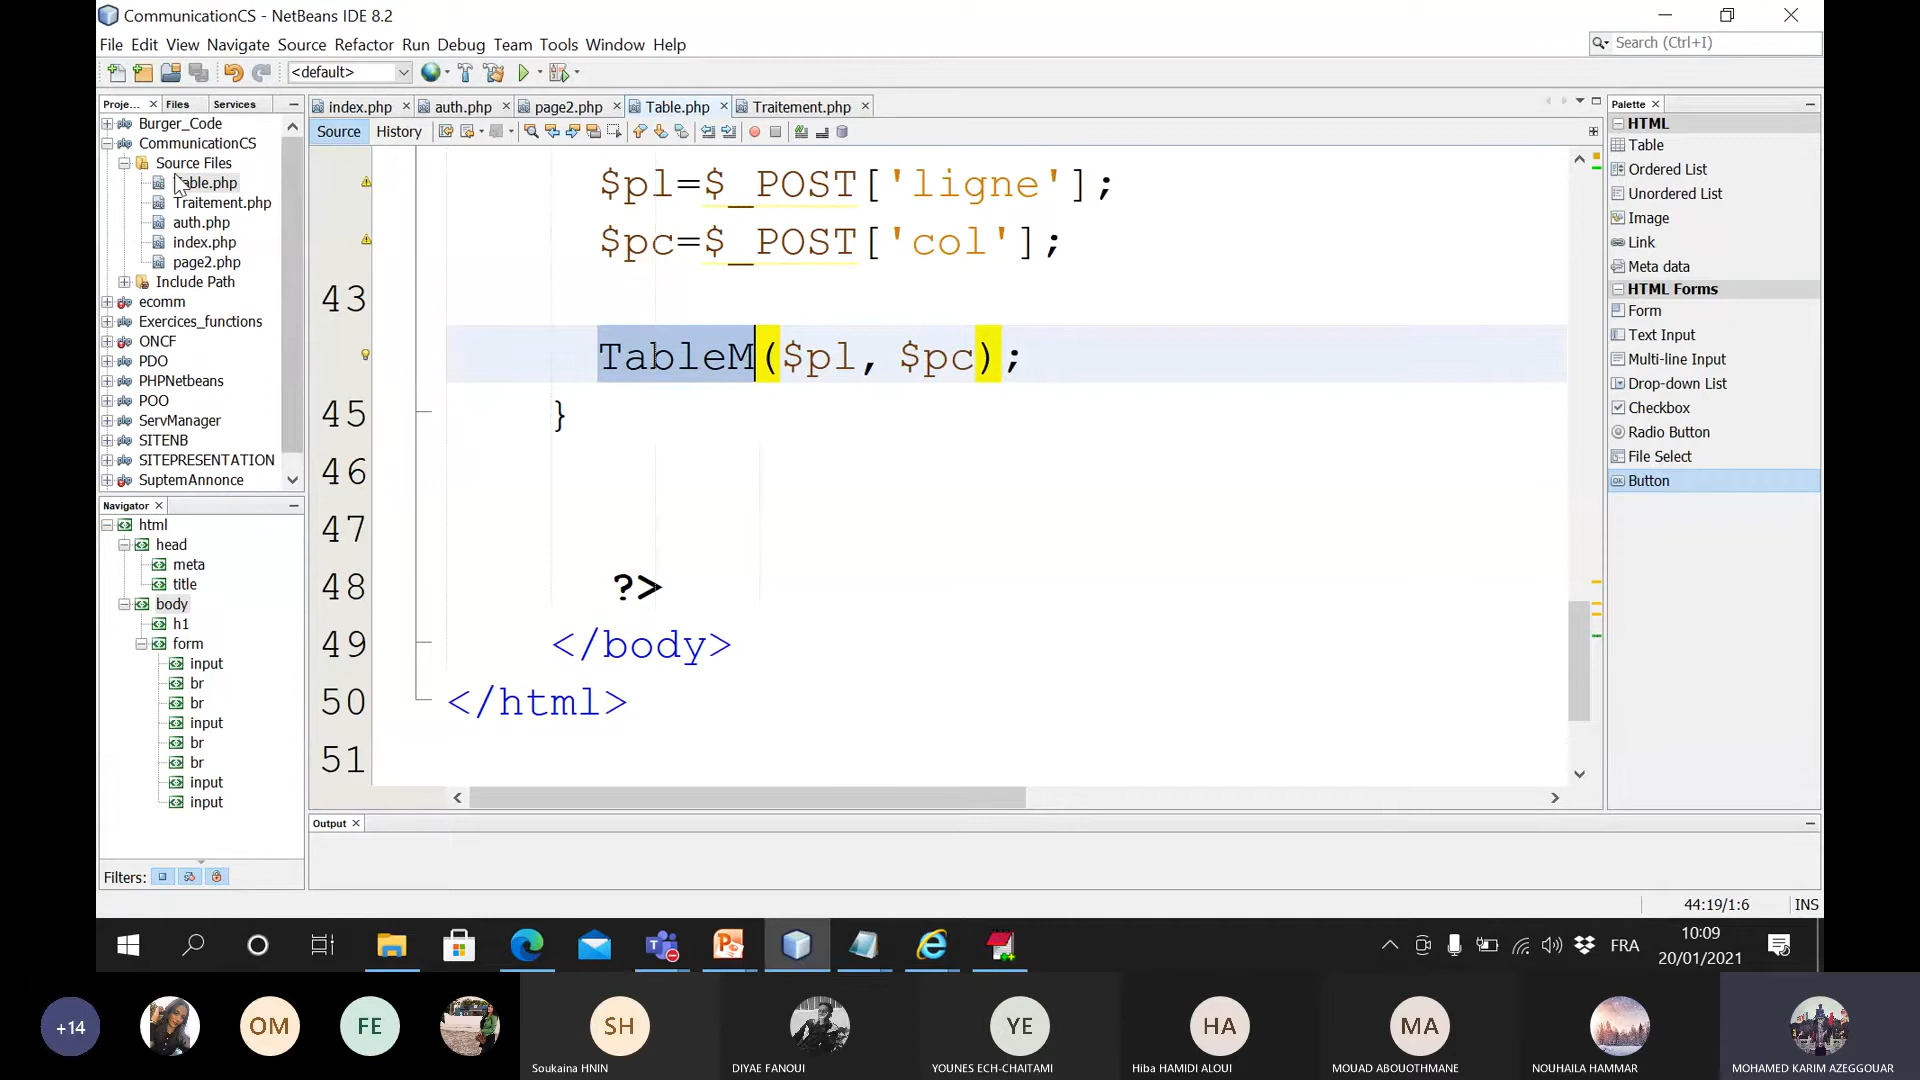 CommunicationCS - NetBeans IDE 8.2
File Edit View Navigate Source Refactor Run Debug Team Tools Window Help
Search (Ctrl+I)
<default>
Proje... Files Services
index.php auth.php page2.php Table.php Traitement.php
Palette
Source History
Burger_Code
CommunicationCS
Source Files
Traitement.php
auth.php
index.php
page2.php
Include Path
ecomm
Exercices_functions
ONCF
PDO
PHPNetbeans
POO
ServManager
SITENB
SITEPRESENTATION
SuptemAnnonce
Navigator
html
head
meta
title
body
h1
form
input
br
br
input
br
br
input
input
Filters:
$pl=$_POST['ligne'];
$pc=$_POST['col'];
43
TableM($pl, $pc);
45 }
46
47
48 ?>
49 </body>
50 </html>
51
Output
HTML
Table
Ordered List
Unordered List
Image
Link
Meta data
HTML Forms
Form
Text Input
Multi-line Input
Drop-down List
Checkbox
Radio Button
File Select
Button
44:19/1:6 INS
FRA
10:09
20/01/2021
+14
OM
FE
SH
Soukaina HNIN
DIYAE FANOUI
YE
YOUNES ECH-CHAITAMI
HA
Hiba HAMIDI ALOUI
MA
MOUAD ABOUOTHMANE
NOUHAILA HAMMAR
MOHAMED KARIM AZEGGOUAR